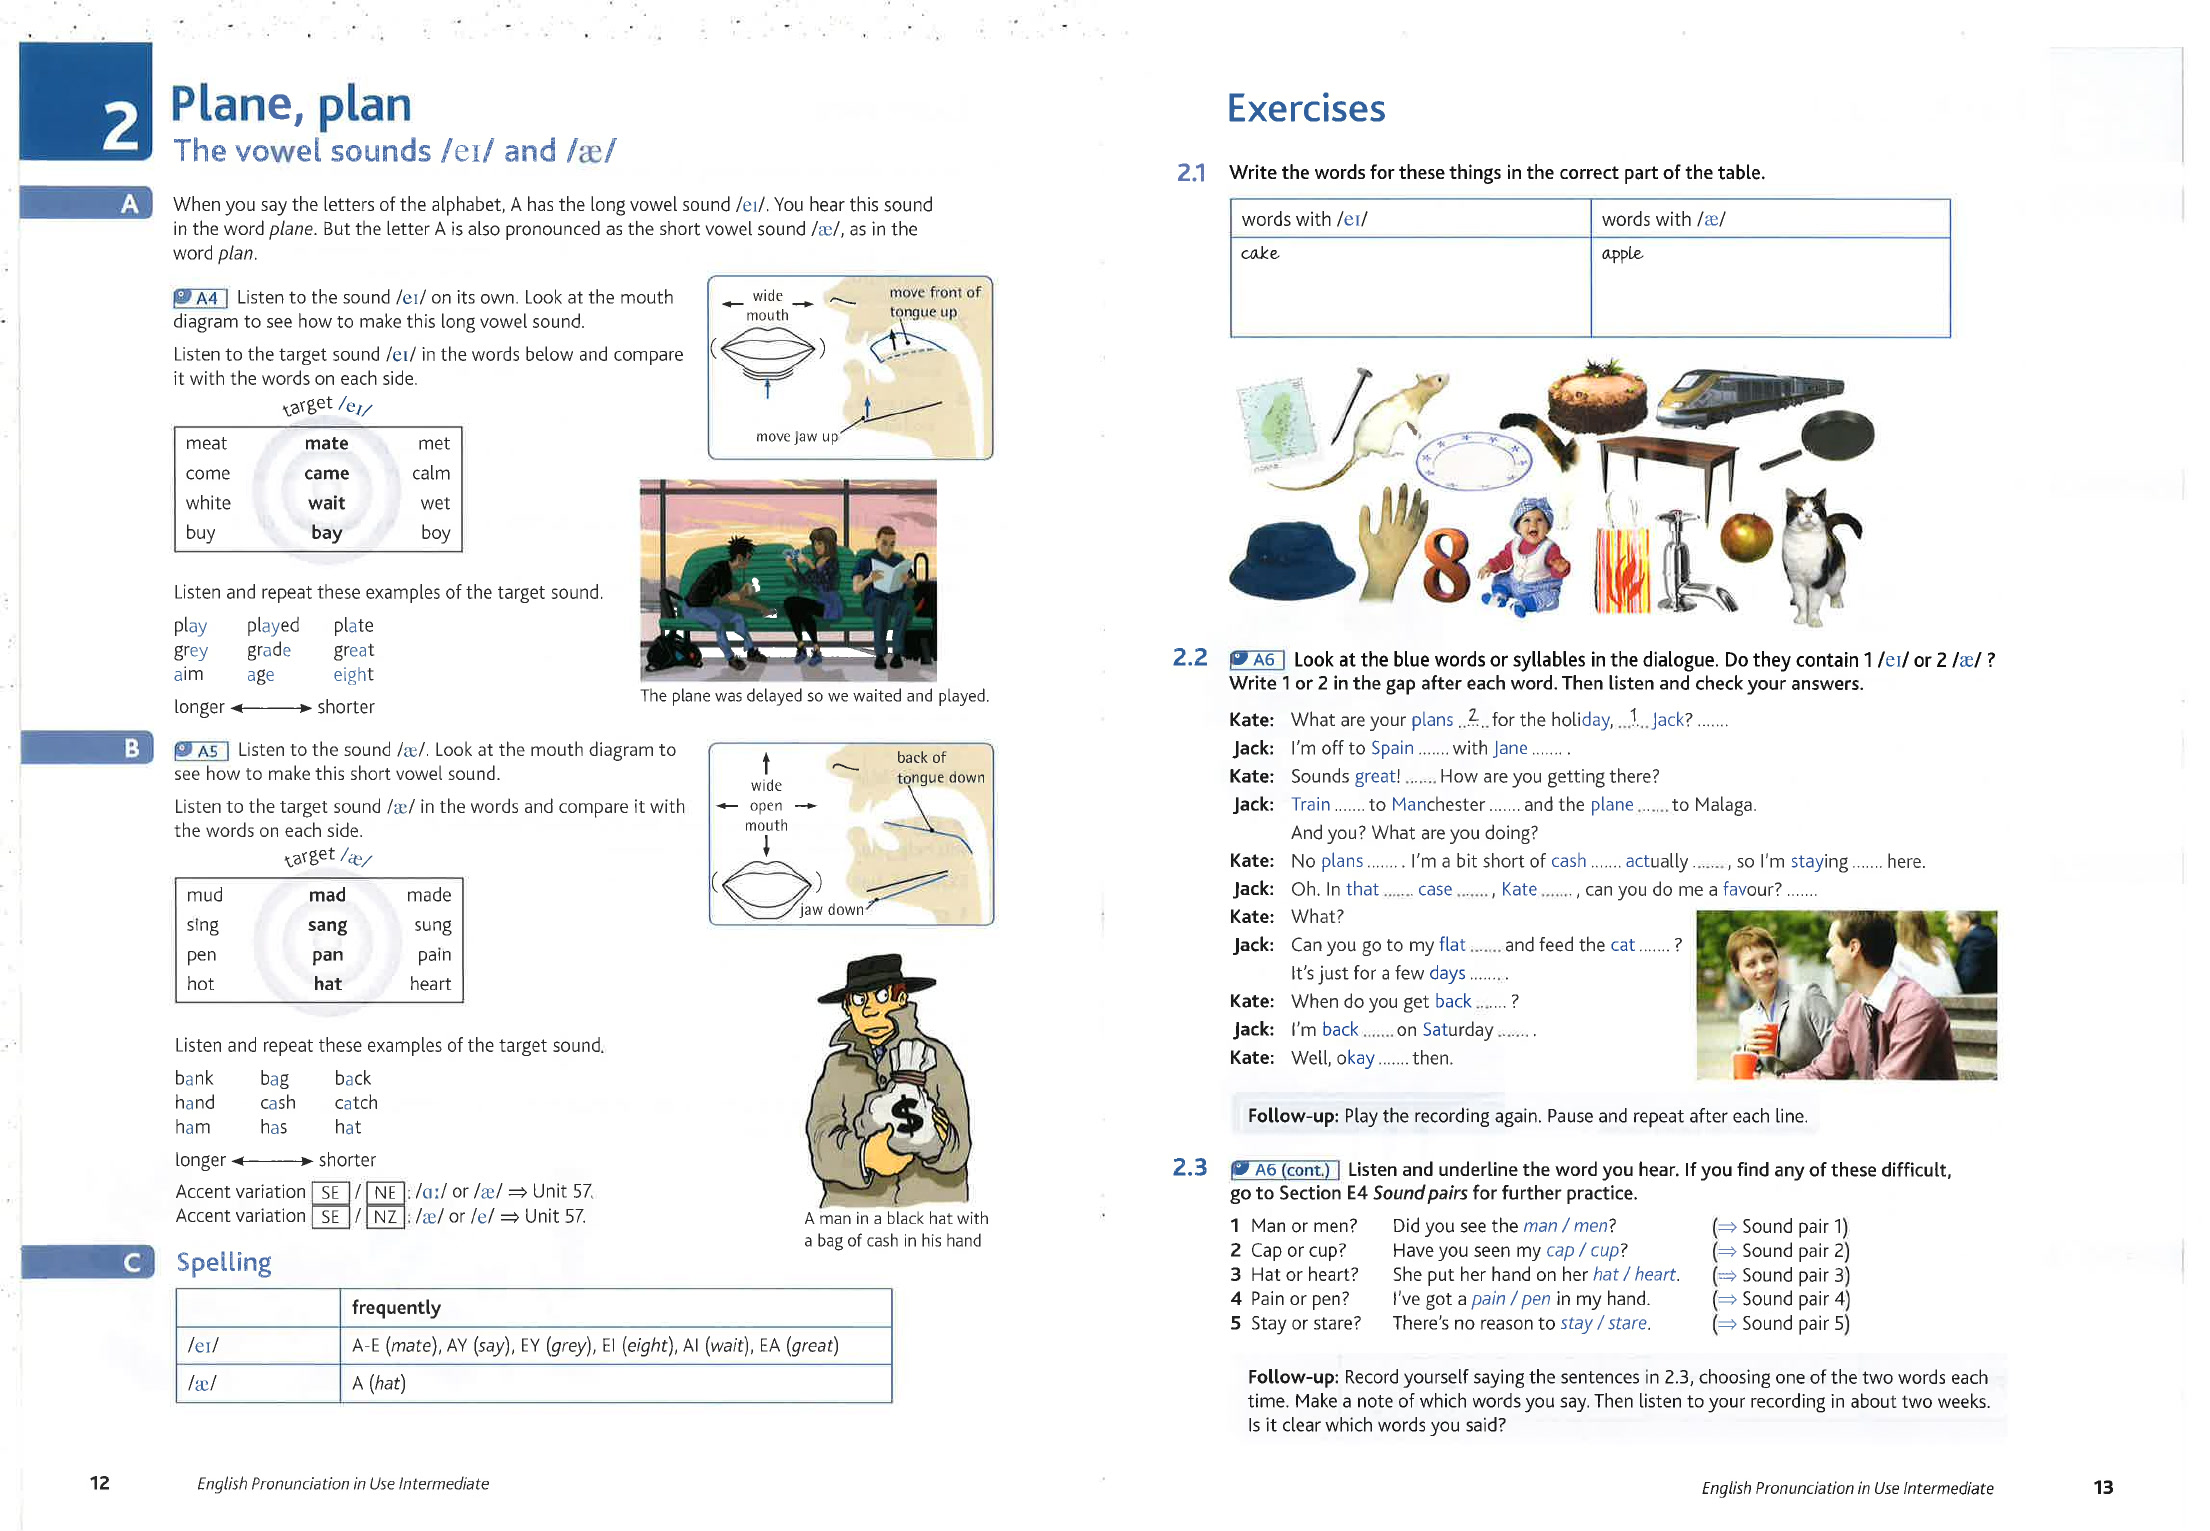 2
Plane, plan
The vowel sounds /eɪ/ and /æ/
A
When you say the letters of the alphabet, A has the long vowel sound /eɪ/. You hear this sound
in the word plane. But the letter A is also pronounced as the short vowel sound /æ/, as in the
word plan.
A4 Listen to the sound /eɪ/ on its own. Look at the mouth
diagram to see how to make this long vowel sound.
Listen to the target sound /eɪ/ in the words below and compare
it with the words on each side.
target /eɪ/
meat mate met
come came calm
white wait wet
buy bay boy
wide
mouth
move front of
tongue up
move jaw up
Listen and repeat these examples of the target sound.
play played plate
grey grade great
aim age eight
longer ↔ shorter
The plane was delayed so we waited and played.
B
A5 Listen to the sound /æ/. Look at the mouth diagram to
see how to make this short vowel sound.
Listen to the target sound /æ/ in the words and compare it with
the words on each side.
target /æ/
mud mad made
sing sang sung
pen pan pain
hot hat heart
wide
open
mouth
back of
tongue down
jaw down
Listen and repeat these examples of the target sound.
bank bag back
hand cash catch
ham has hat
longer ↔ shorter
Accent variation SE / NE : /ɑː/ or /æ/ ⇒ Unit 57.
Accent variation SE / NZ : /æ/ or /e/ ⇒ Unit 57.
$
A man in a black hat with
a bag of cash in his hand
C
Spelling
frequently
/eɪ/ A-E (mate), AY (say), EY (grey), EI (eight), AI (wait), EA (great)
/æ/ A (hat)
12 English Pronunciation in Use Intermediate
Exercises
2.1 Write the words for these things in the correct part of the table.
words with /eɪ/ words with /æ/
cake apple
8
2.2 A6 Look at the blue words or syllables in the dialogue. Do they contain 1 /eɪ/ or 2 /æ/ ?
Write 1 or 2 in the gap after each word. Then listen and check your answers.
Kate: What are your plans ..2.. for the holiday, ...1... Jack? .......
Jack: I'm off to Spain ....... with Jane ....... .
Kate: Sounds great! ....... How are you getting there?
Jack: Train ....... to Manchester ....... and the plane ....... to Malaga.
And you? What are you doing?
Kate: No plans ....... . I'm a bit short of cash ....... actually ....... , so I'm staying ....... here.
Jack: Oh. In that ....... case ....... , Kate ....... , can you do me a favour? .......
Kate: What?
Jack: Can you go to my flat ....... and feed the cat ....... ?
It's just for a few days ....... .
Kate: When do you get back ....... ?
Jack: I'm back ....... on Saturday ....... .
Kate: Well, okay ....... then.
Follow-up: Play the recording again. Pause and repeat after each line.
2.3 A6 (cont.) Listen and underline the word you hear. If you find any of these difficult,
go to Section E4 Sound pairs for further practice.
1 Man or men? Did you see the man / men? (⇒ Sound pair 1)
2 Cap or cup? Have you seen my cap / cup? (⇒ Sound pair 2)
3 Hat or heart? She put her hand on her hat / heart. (⇒ Sound pair 3)
4 Pain or pen? I've got a pain / pen in my hand. (⇒ Sound pair 4)
5 Stay or stare? There's no reason to stay / stare. (⇒ Sound pair 5)
Follow-up: Record yourself saying the sentences in 2.3, choosing one of the two words each
time. Make a note of which words you say. Then listen to your recording in about two weeks.
Is it clear which words you said?
English Pronunciation in Use Intermediate 13